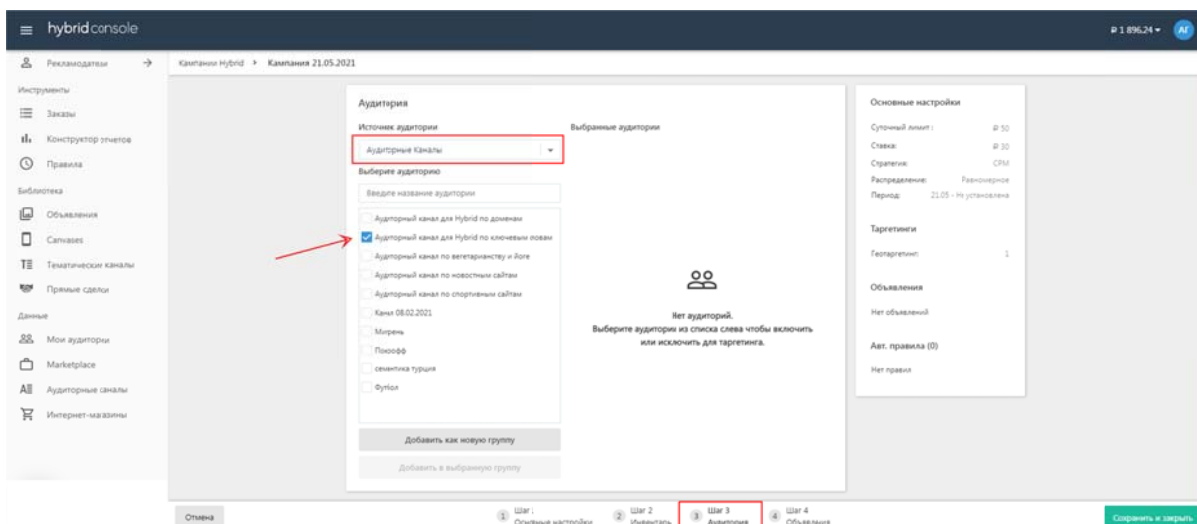 hybrid console
₽ 1 896,24
АГ
Рекламодатели
Кампании Hybrid > Кампания 21.05.2021
Инструменты
Заказы
Конструктор отчетов
Правила
Библиотека
Объявления
Canvases
Тематические каналы
Прямые сделки
Данные
Мои аудитории
Marketplace
Аудиторные каналы
Интернет-магазины
Аудитория
Источник аудитории
Аудиторные Каналы
Выберите аудиторию
Введите название аудитории
Аудиторный канал для Hybrid по доменам
Аудиторный канал для Hybrid по ключевым ловам
Аудиторный канал по вегетарианству и йоге
Аудиторный канал по новостным сайтам
Аудиторный канал по спортивным сайтам
Канал 08.02.2021
Мирень
семантика турция
Футбол
Добавить как новую группу
Добавить в выбранную группу
Выбранные аудитории
Нет аудиторий.
Выберите аудитории из списка слева чтобы включить
или исключить для таргетинга.
Основные настройки
Суточный лимит: ₽ 50
Ставка: ₽ 30
Стратегия: CPM
Распределение: Равномерное
Период: 21.05 - Не установлена
Таргетинги
Геотаргетинг: 1
Объявления
Нет объявлений
Авт. правила (0)
Нет правил
Отмена
1 Шаг 1 Основные настройки
2 Шаг 2 Инвентарь
3 Шаг 3 Аудитория
4 Шаг 4 Объявления
Сохранить и закрыть